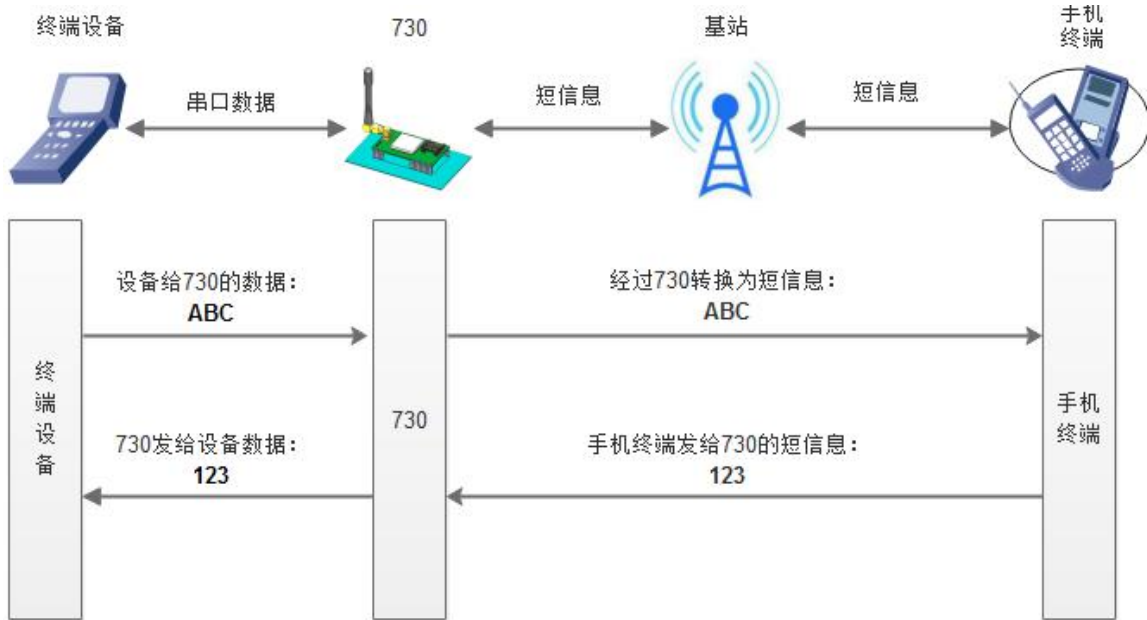 终端设备
730
基站
手机
终端
串口数据
短信息
短信息
设备给730的数据：
ABC
经过730转换为短信息：
ABC
终
端
设
备
730
手机
终端
730发给设备数据：
123
手机终端发给730的短信息：
123